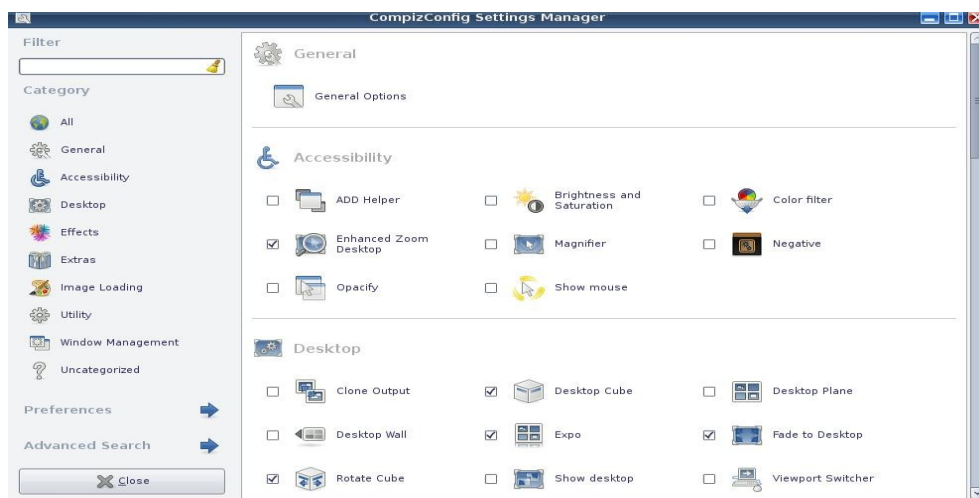 CompizConfig Settings Manager
Filter
Category
All
General
Accessibility
Desktop
Effects
Extras
Image Loading
Utility
Window Management
Uncategorized
Preferences
Advanced Search
Close
General
General Options
Accessibility
ADD Helper
Brightness and
Saturation
Color filter
Enhanced Zoom
Desktop
Magnifier
Negative
Opacify
Show mouse
Desktop
Clone Output
Desktop Cube
Desktop Plane
Desktop Wall
Expo
Fade to Desktop
Rotate Cube
Show desktop
Viewport Switcher